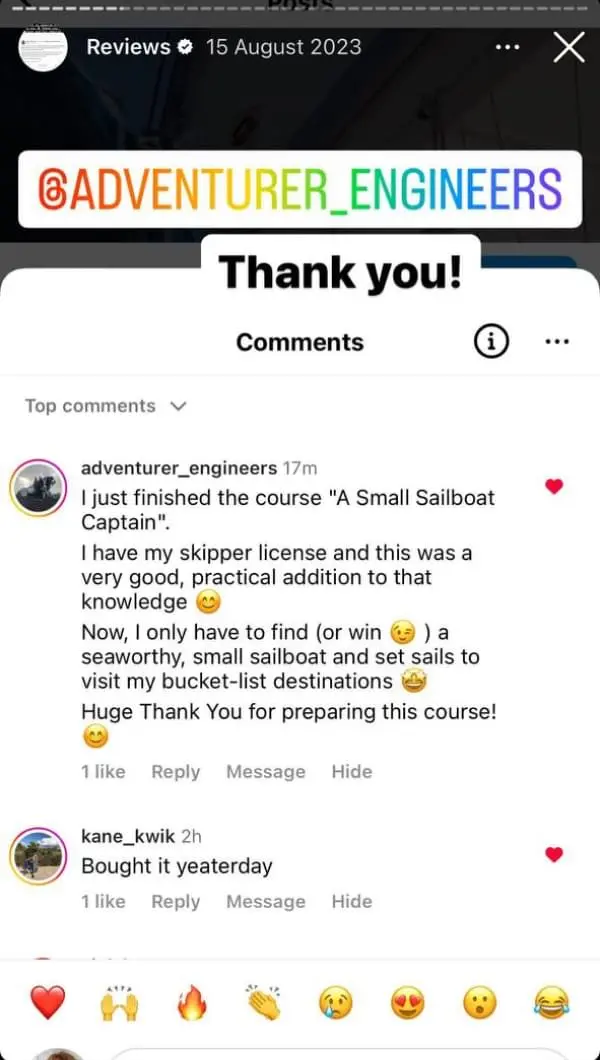 Posts
Reviews 15 August 2023
@ADVENTURER_ENGINEERS
Thank you!
Comments
Top comments
adventurer_engineers 17m
I just finished the course "A Small Sailboat
Captain".
I have my skipper license and this was a
very good, practical addition to that
knowledge 😊
Now, I only have to find (or win 😉 ) a
seaworthy, small sailboat and set sails to
visit my bucket-list destinations 🤩
Huge Thank You for preparing this course!
😊
1 like Reply Message Hide
kane_kwik 2h
Bought it yeaterday
1 like Reply Message Hide